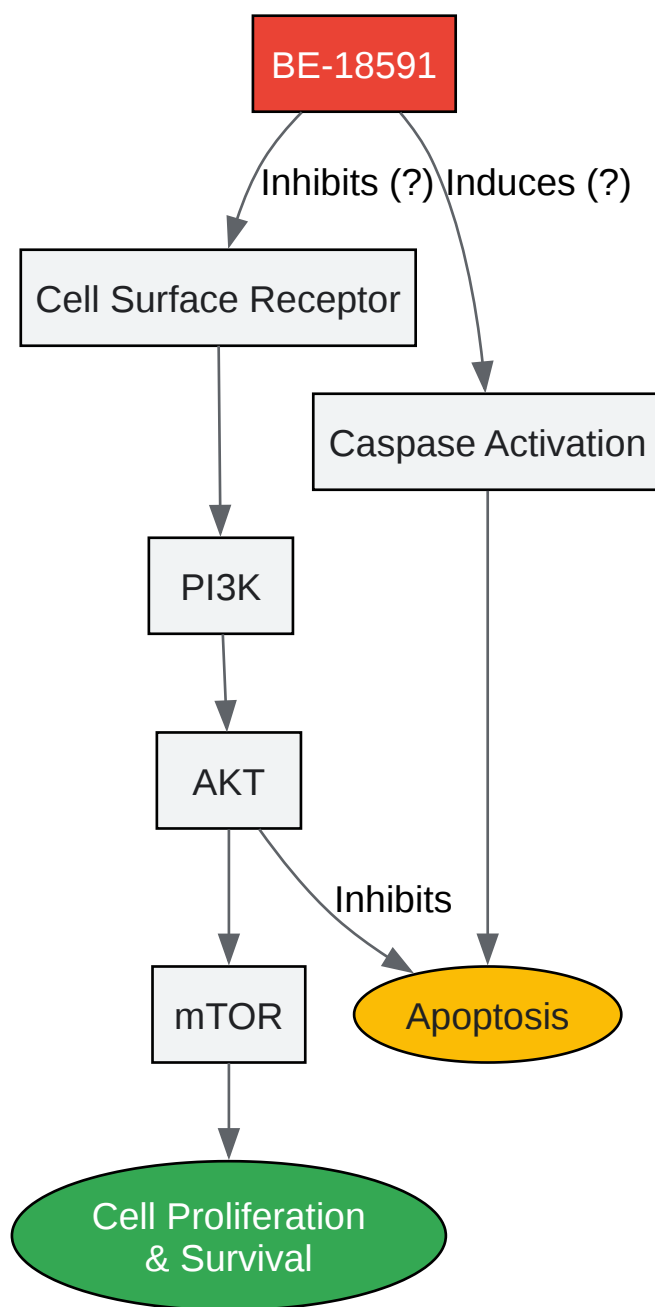 BE-18591
Inhibits (?)
Induces (?)
Cell Surface Receptor
Caspase Activation
PI3K
AKT
Inhibits
mTOR
Apoptosis
Cell Proliferation
& Survival